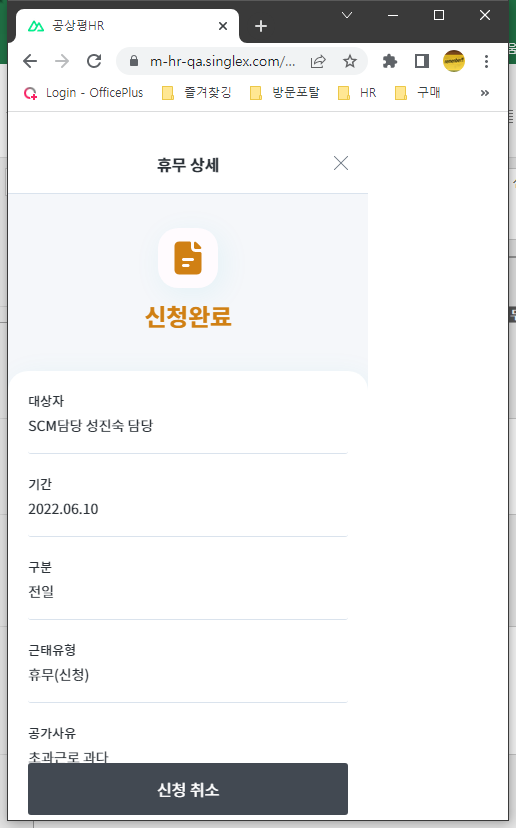 공상평HR
m-hr-qa.singlex.com/...
Login - OfficePlus 즐겨찾깅 방문포탈 HR 구매 »
휴무 상세
신청완료
대상자
SCM담당 성진숙 담당
기간
2022.06.10
구분
전일
근태유형
휴무(신청)
공가사유
초과근로 과다
신청 취소